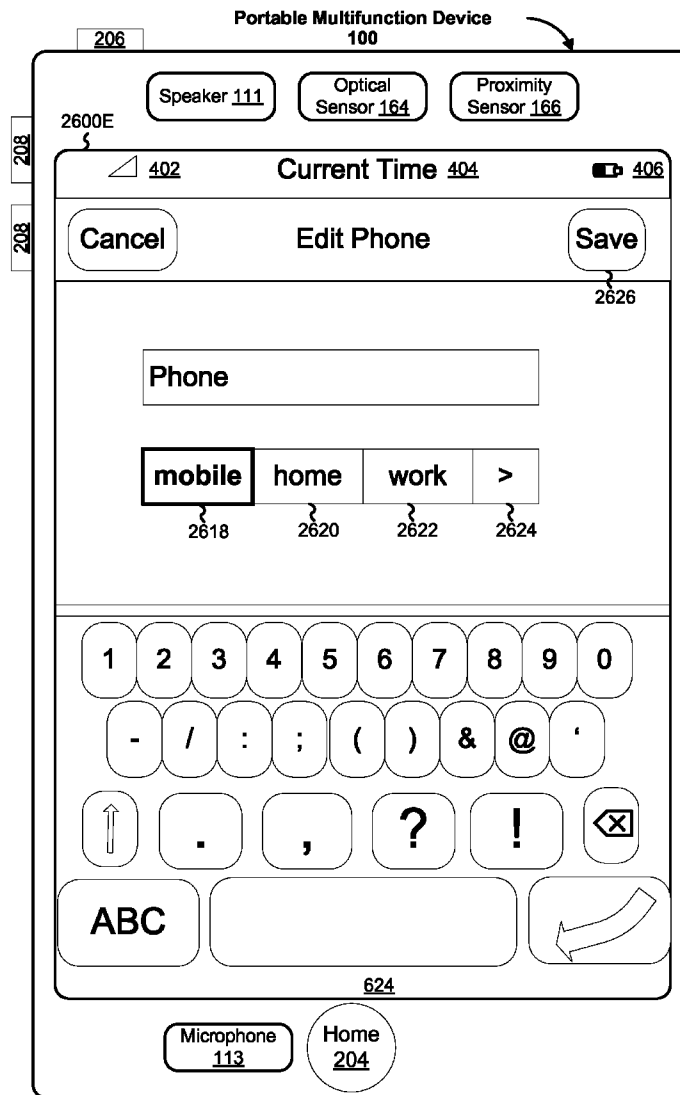 Portable Multifunction Device
100
206
Speaker 111
Optical
Sensor 164
Proximity
Sensor 166
2600E
208
402
Current Time 404
406
208
Cancel
Edit Phone
Save
2626
Phone
mobile
home
work
>
2618
2620
2622
2624
1 2 3 4 5 6 7 8 9 0
- / : ; ( ) & @ ‘
. , ? !
ABC
624
Microphone
113
Home
204